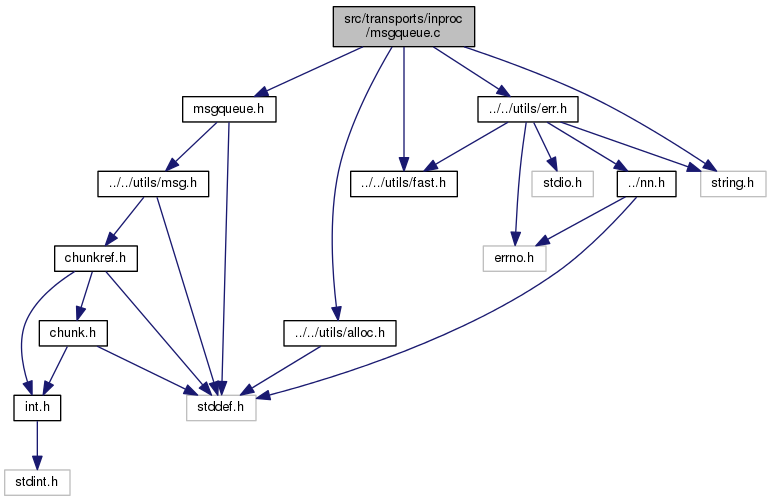 src/transports/inproc
/msgqueue.c
msgqueue.h
../../utils/err.h
../../utils/msg.h
../../utils/fast.h
stdio.h
../nn.h
string.h
chunkref.h
errno.h
chunk.h
../../utils/alloc.h
int.h
stddef.h
stdint.h